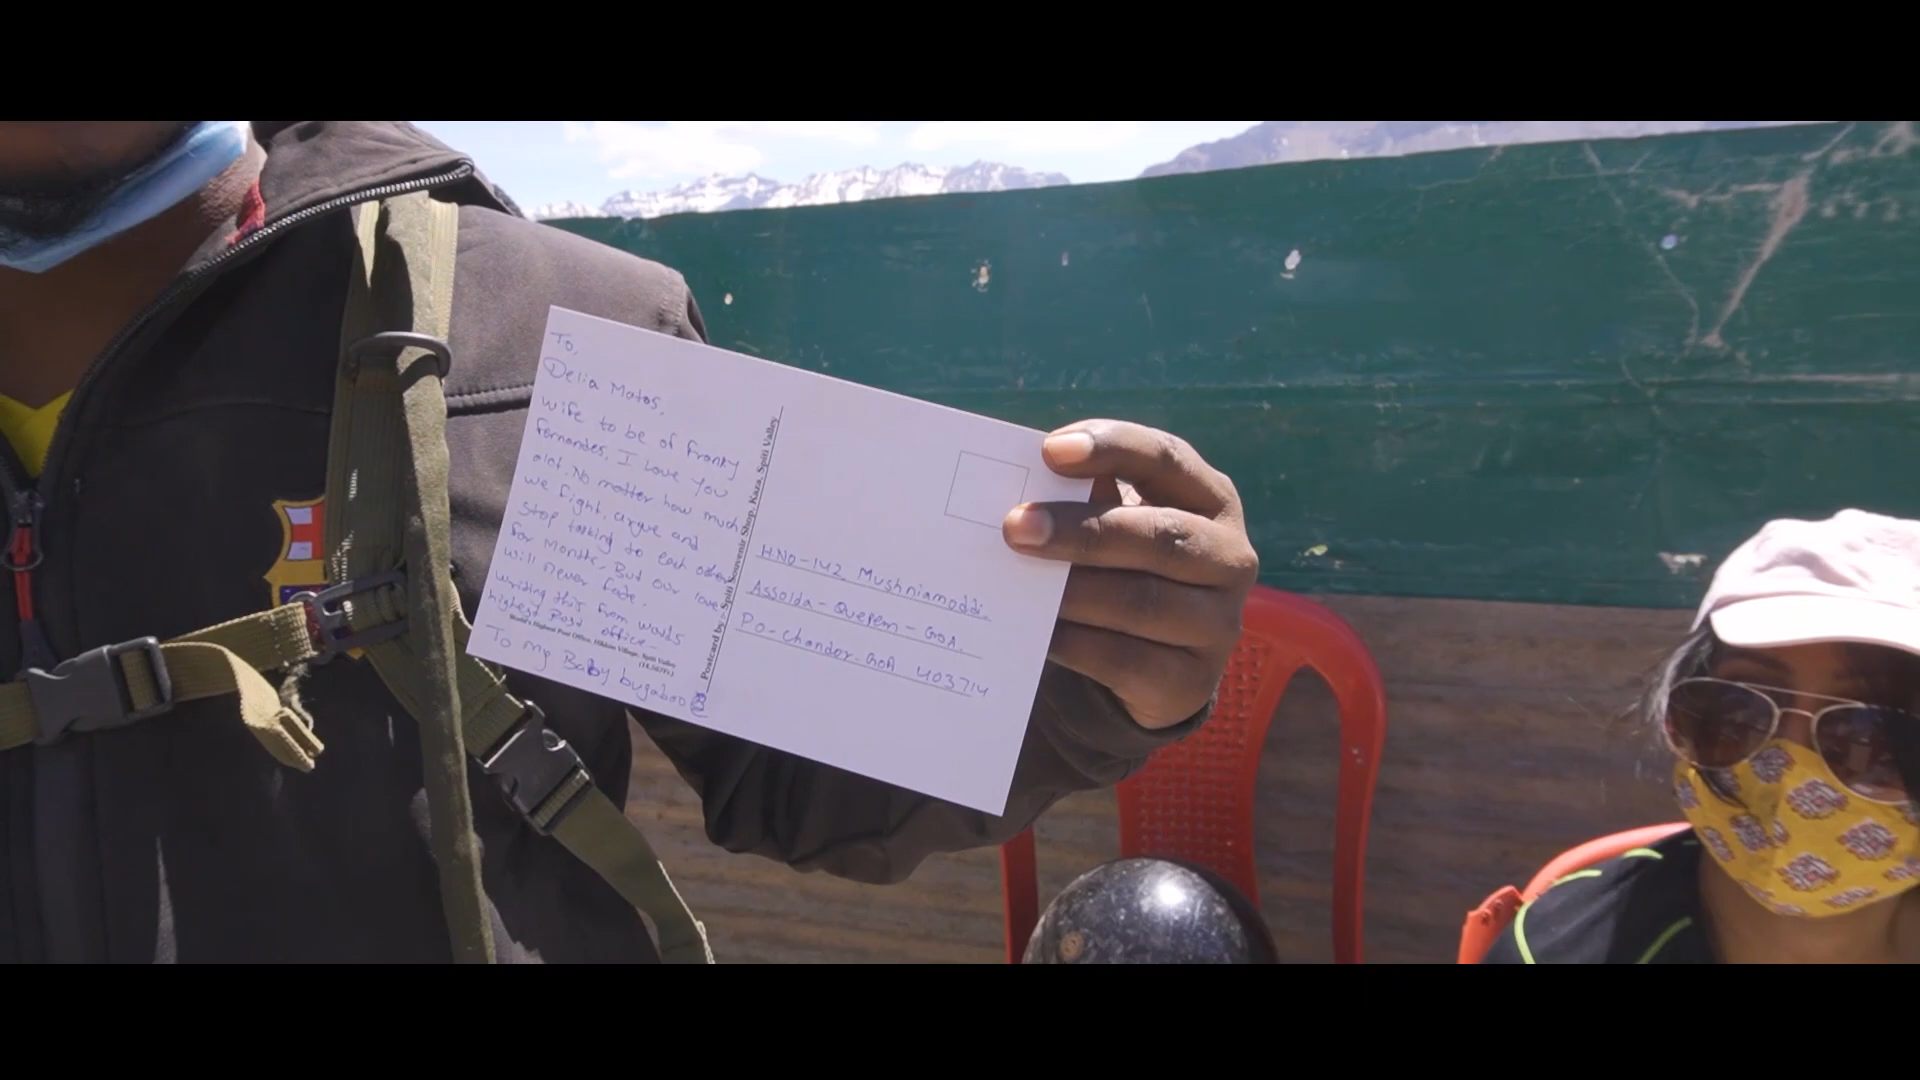 To,
Delia Matos,
wife to be of Franky
Fernandes. I Love You
alot. No matter how much
we fight, argue and
stop talking to each other
for months, But our love
will never fade.
writing this from worlds
highest Post office
World's Highest Post Office, Hikkim Village, Spiti Valley
(14,567Ft)
To my Baby bugaboo
Postcard by :- Spiti Souvenir Shop, Kaza, Spiti Valley
H.NO-142 Mushniamoddi
Assolda - Quepem - GOA.
PO-Chandor-GOA 403714